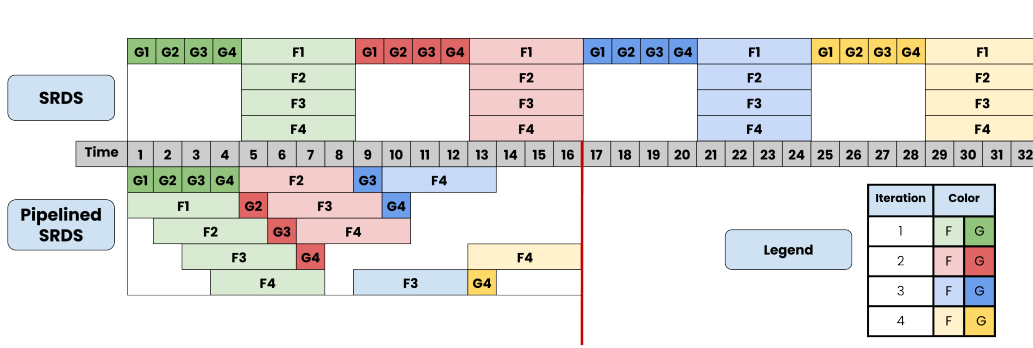 G1 G2 G3 G4 F1 G1 G2 G3 G4 F1 G1 G2 G3 G4 F1 G1 G2 G3 G4 F1
F2 F2 F2 F2
SRDS
F3 F3 F3 F3
F4 F4 F4 F4
Time 1 2 3 4 5 6 7 8 9 10 11 12 13 14 15 16 17 18 19 20 21 22 23 24 25 26 27 28 29 30 31 32
G1 G2 G3 G4 F2 G3 F4
F1 G2 F3 G4
Pipelined
SRDS
F2 G3 F4
F3 G4 F4
F4 F3 G4
Legend
Iteration Color
1 F G
2 F G
3 F G
4 F G